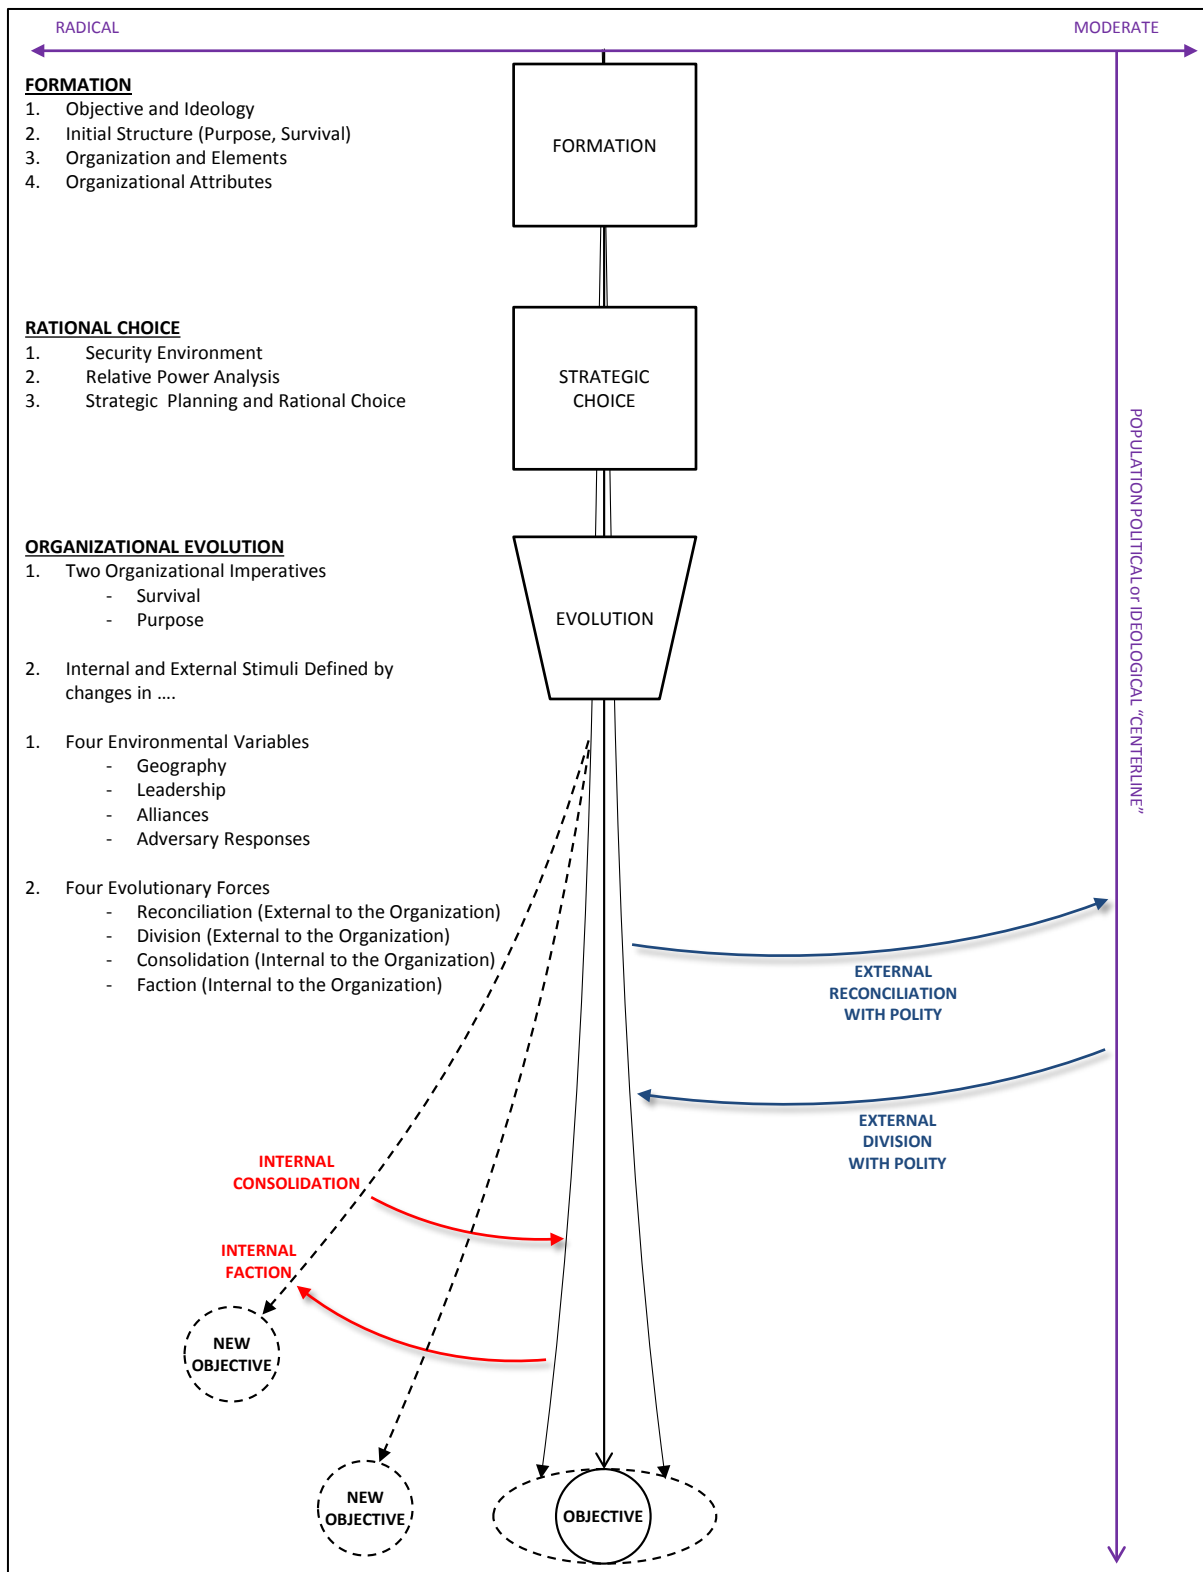 RADICAL
MODERATE
FORMATION
1. Objective and Ideology
2. Initial Structure (Purpose, Survival)
3. Organization and Elements
4. Organizational Attributes
FORMATION
RATIONAL CHOICE
1. Security Environment
2. Relative Power Analysis
3. Strategic Planning and Rational Choice
STRATEGIC
CHOICE
ORGANIZATIONAL EVOLUTION
1. Two Organizational Imperatives
- Survival
- Purpose
2. Internal and External Stimuli Defined by
changes in ....
1. Four Environmental Variables
- Geography
- Leadership
- Alliances
- Adversary Responses
2. Four Evolutionary Forces
- Reconciliation (External to the Organization)
- Division (External to the Organization)
- Consolidation (Internal to the Organization)
- Faction (Internal to the Organization)
EVOLUTION
POPULATION POLITICAL or IDEOLOGICAL “CENTERLINE”
EXTERNAL
RECONCILIATION
WITH POLITY
EXTERNAL
DIVISION
WITH POLITY
INTERNAL
CONSOLIDATION
INTERNAL
FACTION
NEW
OBJECTIVE
NEW
OBJECTIVE
OBJECTIVE